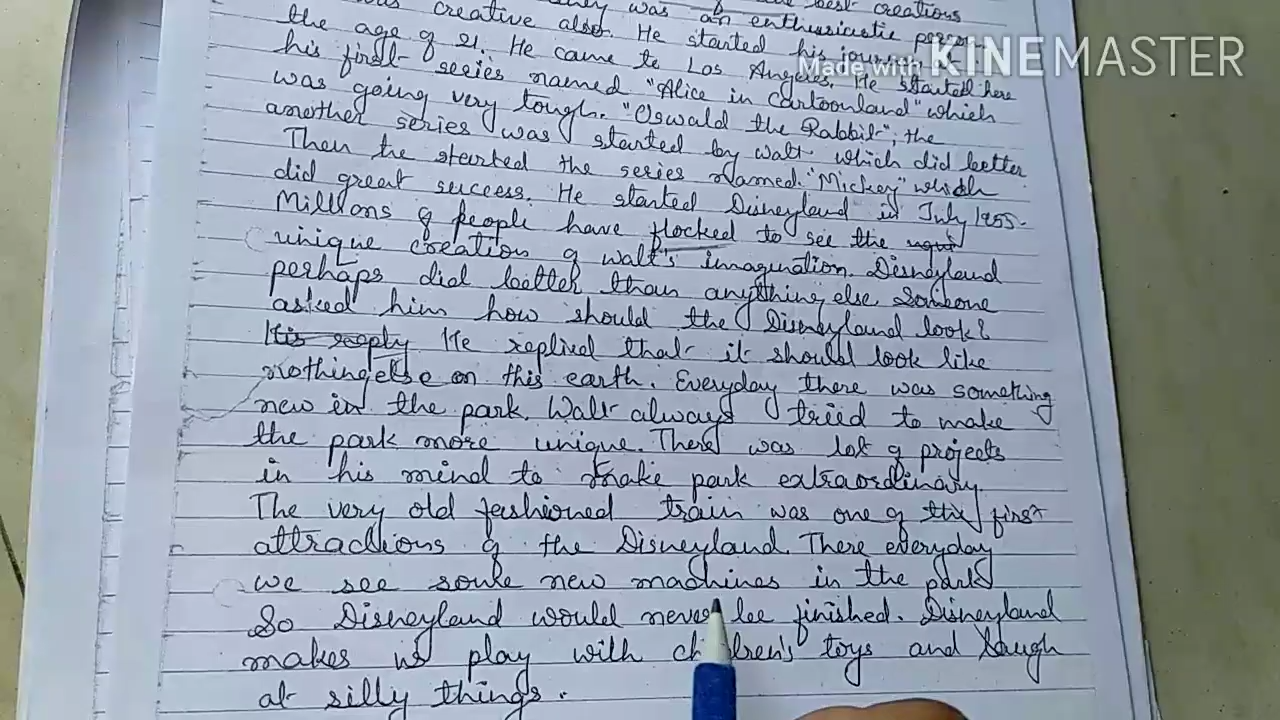 best creations
was an enthusicstic person
creative also. He started his journey at
the age of 21. He came to Los Angeles. He started here
his first series named "Alice in Cartoonland" which
was going very tough. "Oswald the Rabbit", the
another series was started by Walt which did better
Then he started the series named "Mickey" which
did great success. He started Disneyland in July 1955.
Millions of people have flocked to see the
unique creation of Walt's imagination. Disneyland
perhaps did better than anything else. Someone
asked him how should the Disneyland look?
His reply He replied that it should look like
nothing else on this earth. Everyday there was something
new in the park. Walt always tried to make
the park more unique. There was lot of projects
in his mind to make park extraordinary.
The very old fashioned train was one of the first
attractions of the Disneyland. There everyday
we see some new machines in the park
So Disneyland would never be finished. Disneyland
makes us play with children's toys and laugh
at silly things.
Made with KINEMASTER